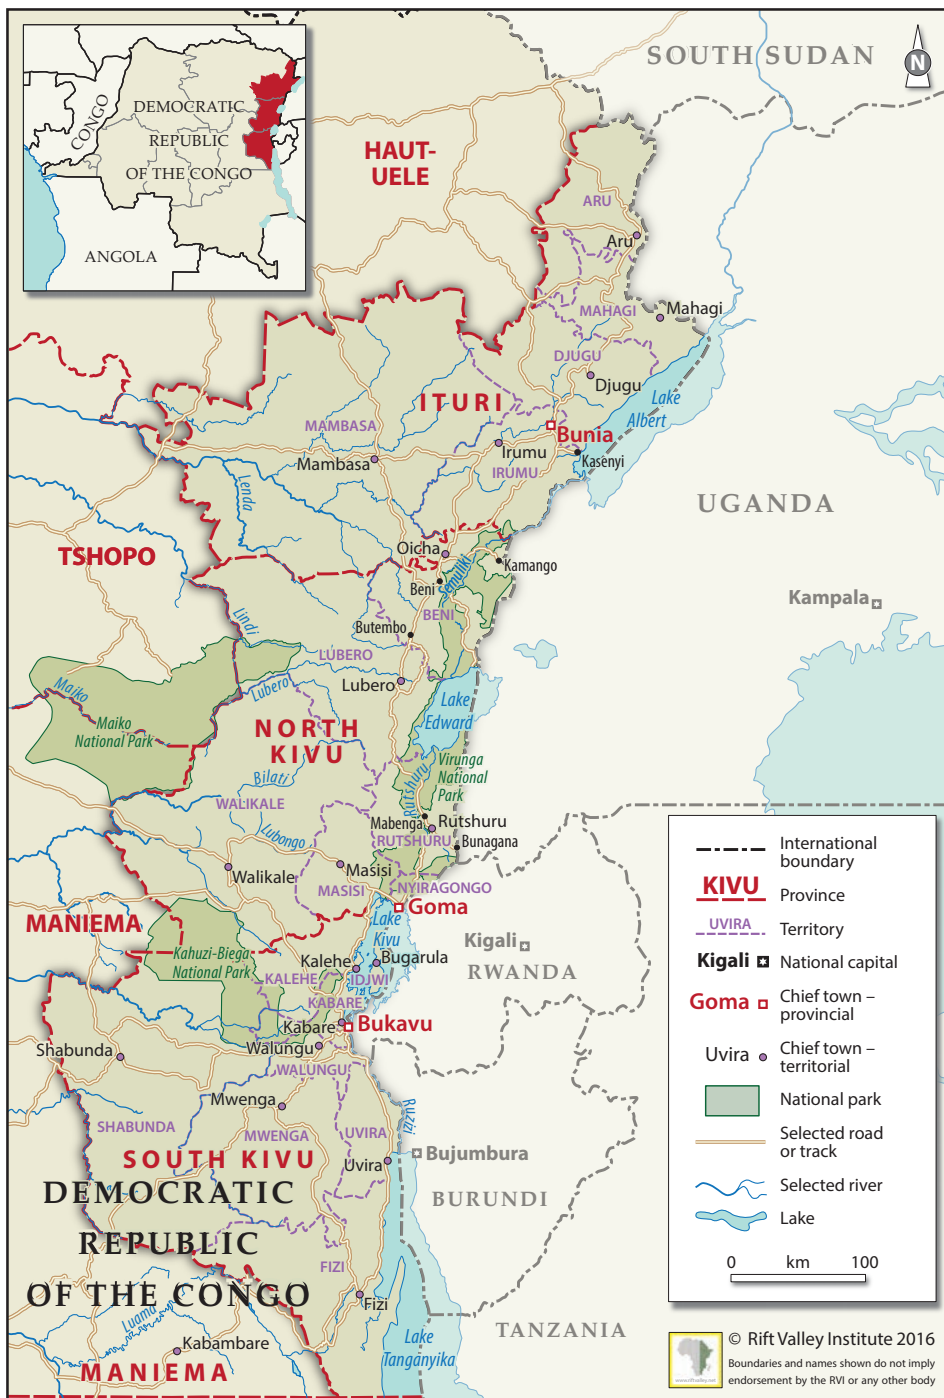 DEMOCRATIC
REPUBLIC
OF THE CONGO
CONGO
ANGOLA
SOUTH SUDAN
N
HAUT-
UELE
ARU
Aru
MAHAGI
Mahagi
DJUGU
Djugu
ITURI
Lake
Albert
MAMBASA
Bunia
Irumu
Kasenyi
Mambasa
IRUMU
Lenda
UGANDA
TSHOPO
Oicha
Semuliki
Kamango
Beni
BENI
Kampala
Lindi
Butembo
LUBERO
Lubero
Lubero
Maiko
Maiko
National Park
Lake
Edward
NORTH
KIVU
Virunga
National
Park
Bilati
Rutshuru
WALIKALE
Mabenga
Rutshuru
Lubongo
RUTSHURU
Bunagana
Masisi
Walikale
MASISI
NYIRAGONGO
Goma
MANIEMA
Lake
Kivu
Kigali
RWANDA
Kahuzi-Biega
National Park
Kalehe
Bugarula
KALEHE
IDJWI
KABARE
Kabare
Bukavu
Shabunda
Walungu
WALUNGU
Mwenga
Ruzizi
SHABUNDA
MWENGA
UVIRA
SOUTH KIVU
Uvira
Bujumbura
BURUNDI
DEMOCRATIC
REPUBLIC
OF THE CONGO
FIZI
Fizi
Luama
Kabambare
MANIEMA
Lake
Tanganyika
TANZANIA
International
boundary
KIVU
Province
UVIRA
Territory
Kigali
National capital
Goma
Chief town –
provincial
Uvira
Chief town –
territorial
National park
Selected road
or track
Selected river
Lake
0 km 100
www.riftvalley.net
© Rift Valley Institute 2016
Boundaries and names shown do not imply
endorsement by the RVI or any other body